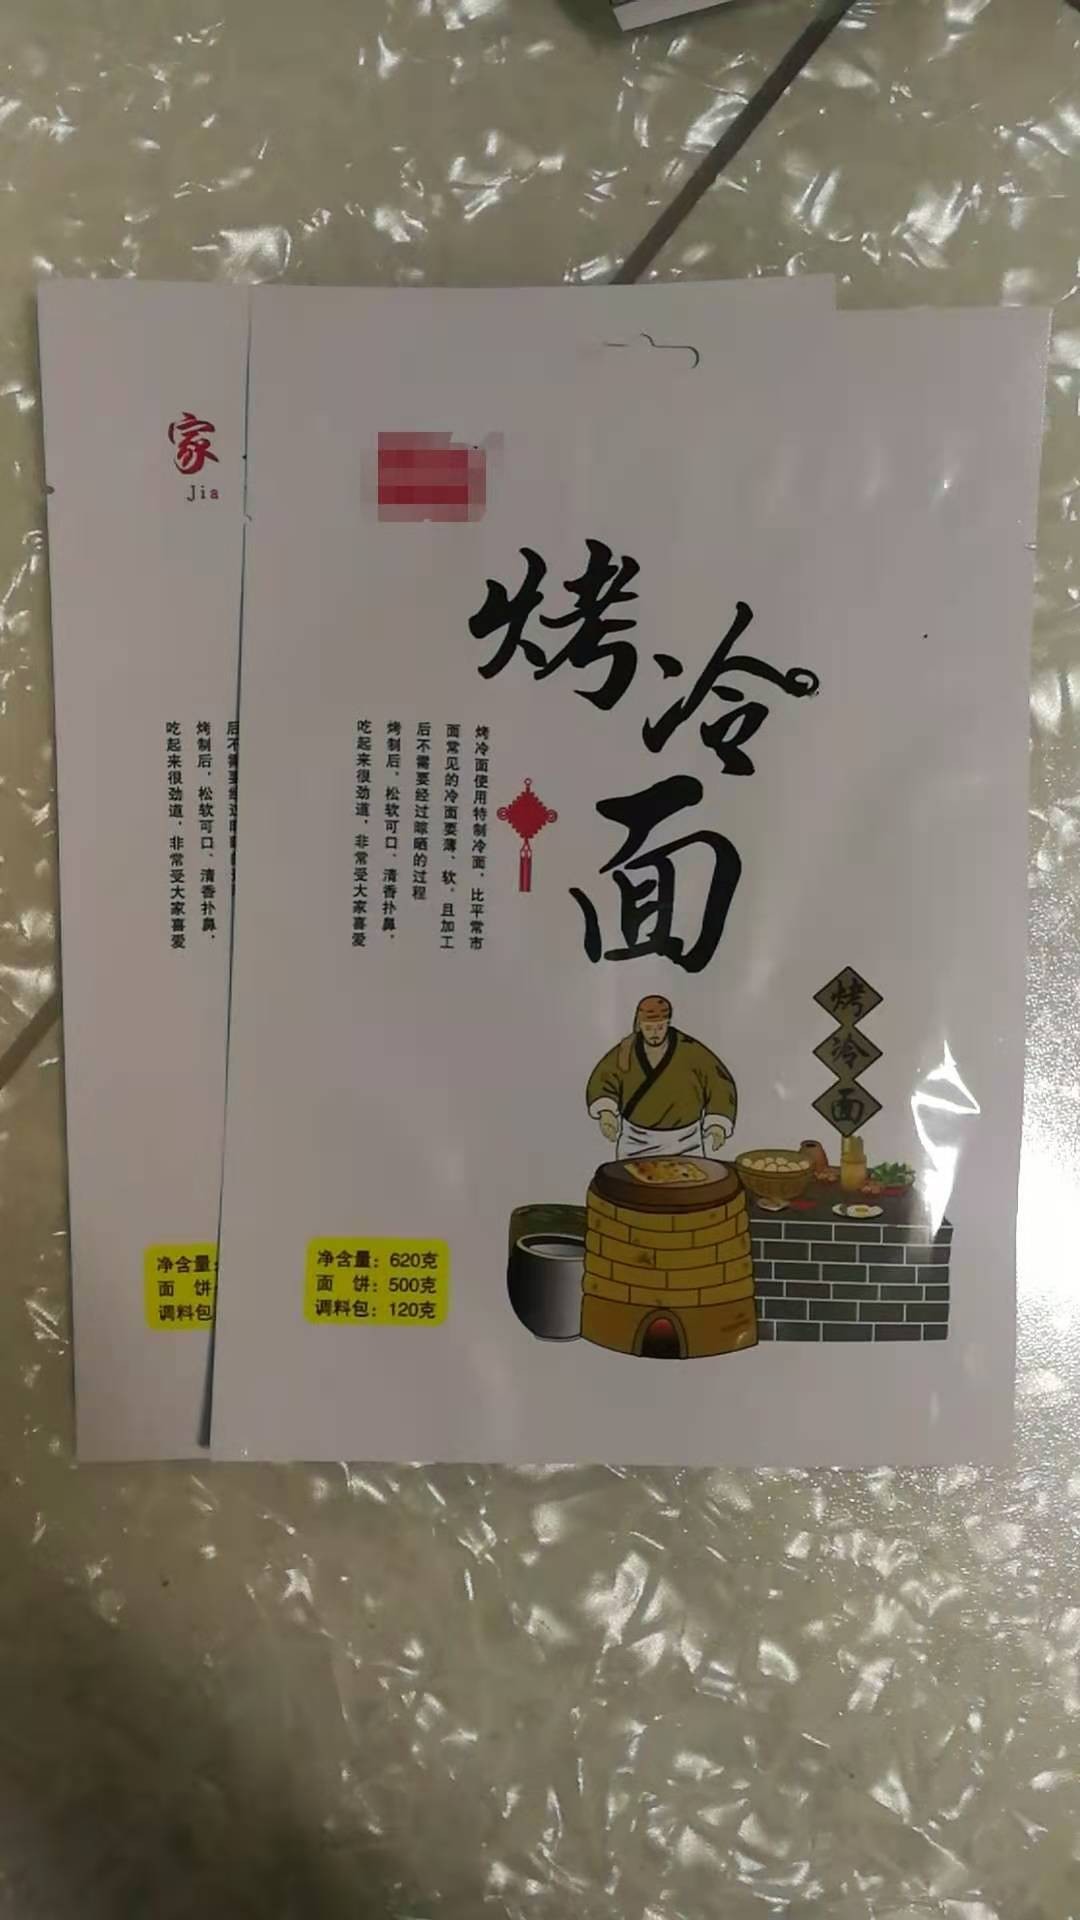 家
Jia
烤冷面
烤冷面使用特制冷面，比平常市
面常见的冷面要薄、软，且加工
后不需要经过晾晒的过程
烤制后，松软可口、清香扑鼻，
吃起来很劲道，非常受大家喜爱
烤制后，松软可口、清香扑鼻，
吃起来很劲道，非常受大家喜爱
烤
冷
面
净含量：620克
面 饼：500克
调料包：120克
净含量：
面 饼
调料包